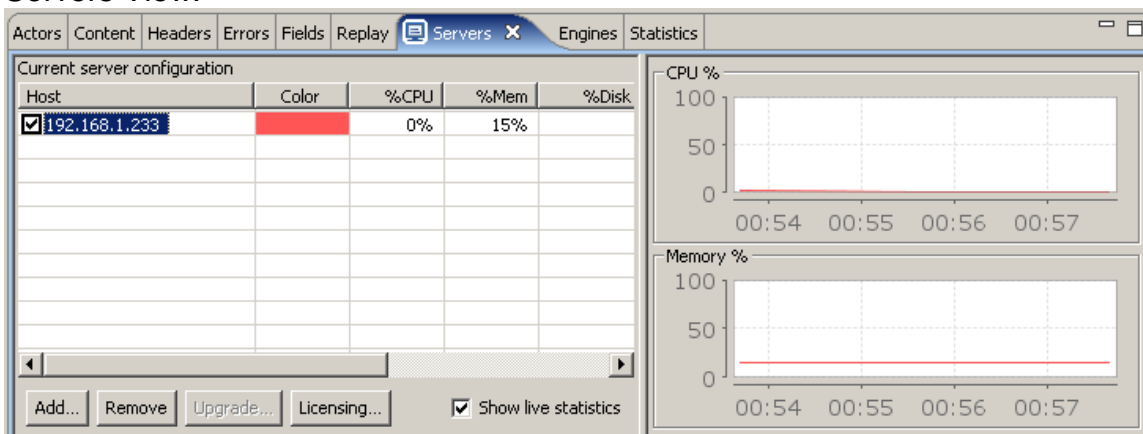 Actors Content Headers Errors Fields Replay Servers Engines Statistics
Current server configuration
Host Color %CPU %Mem %Disk
192.168.1.233 0% 15%
Add... Remove Upgrade... Licensing... Show live statistics
CPU %
100
50
0
00:54 00:55 00:56 00:57
Memory %
100
50
0
00:54 00:55 00:56 00:57